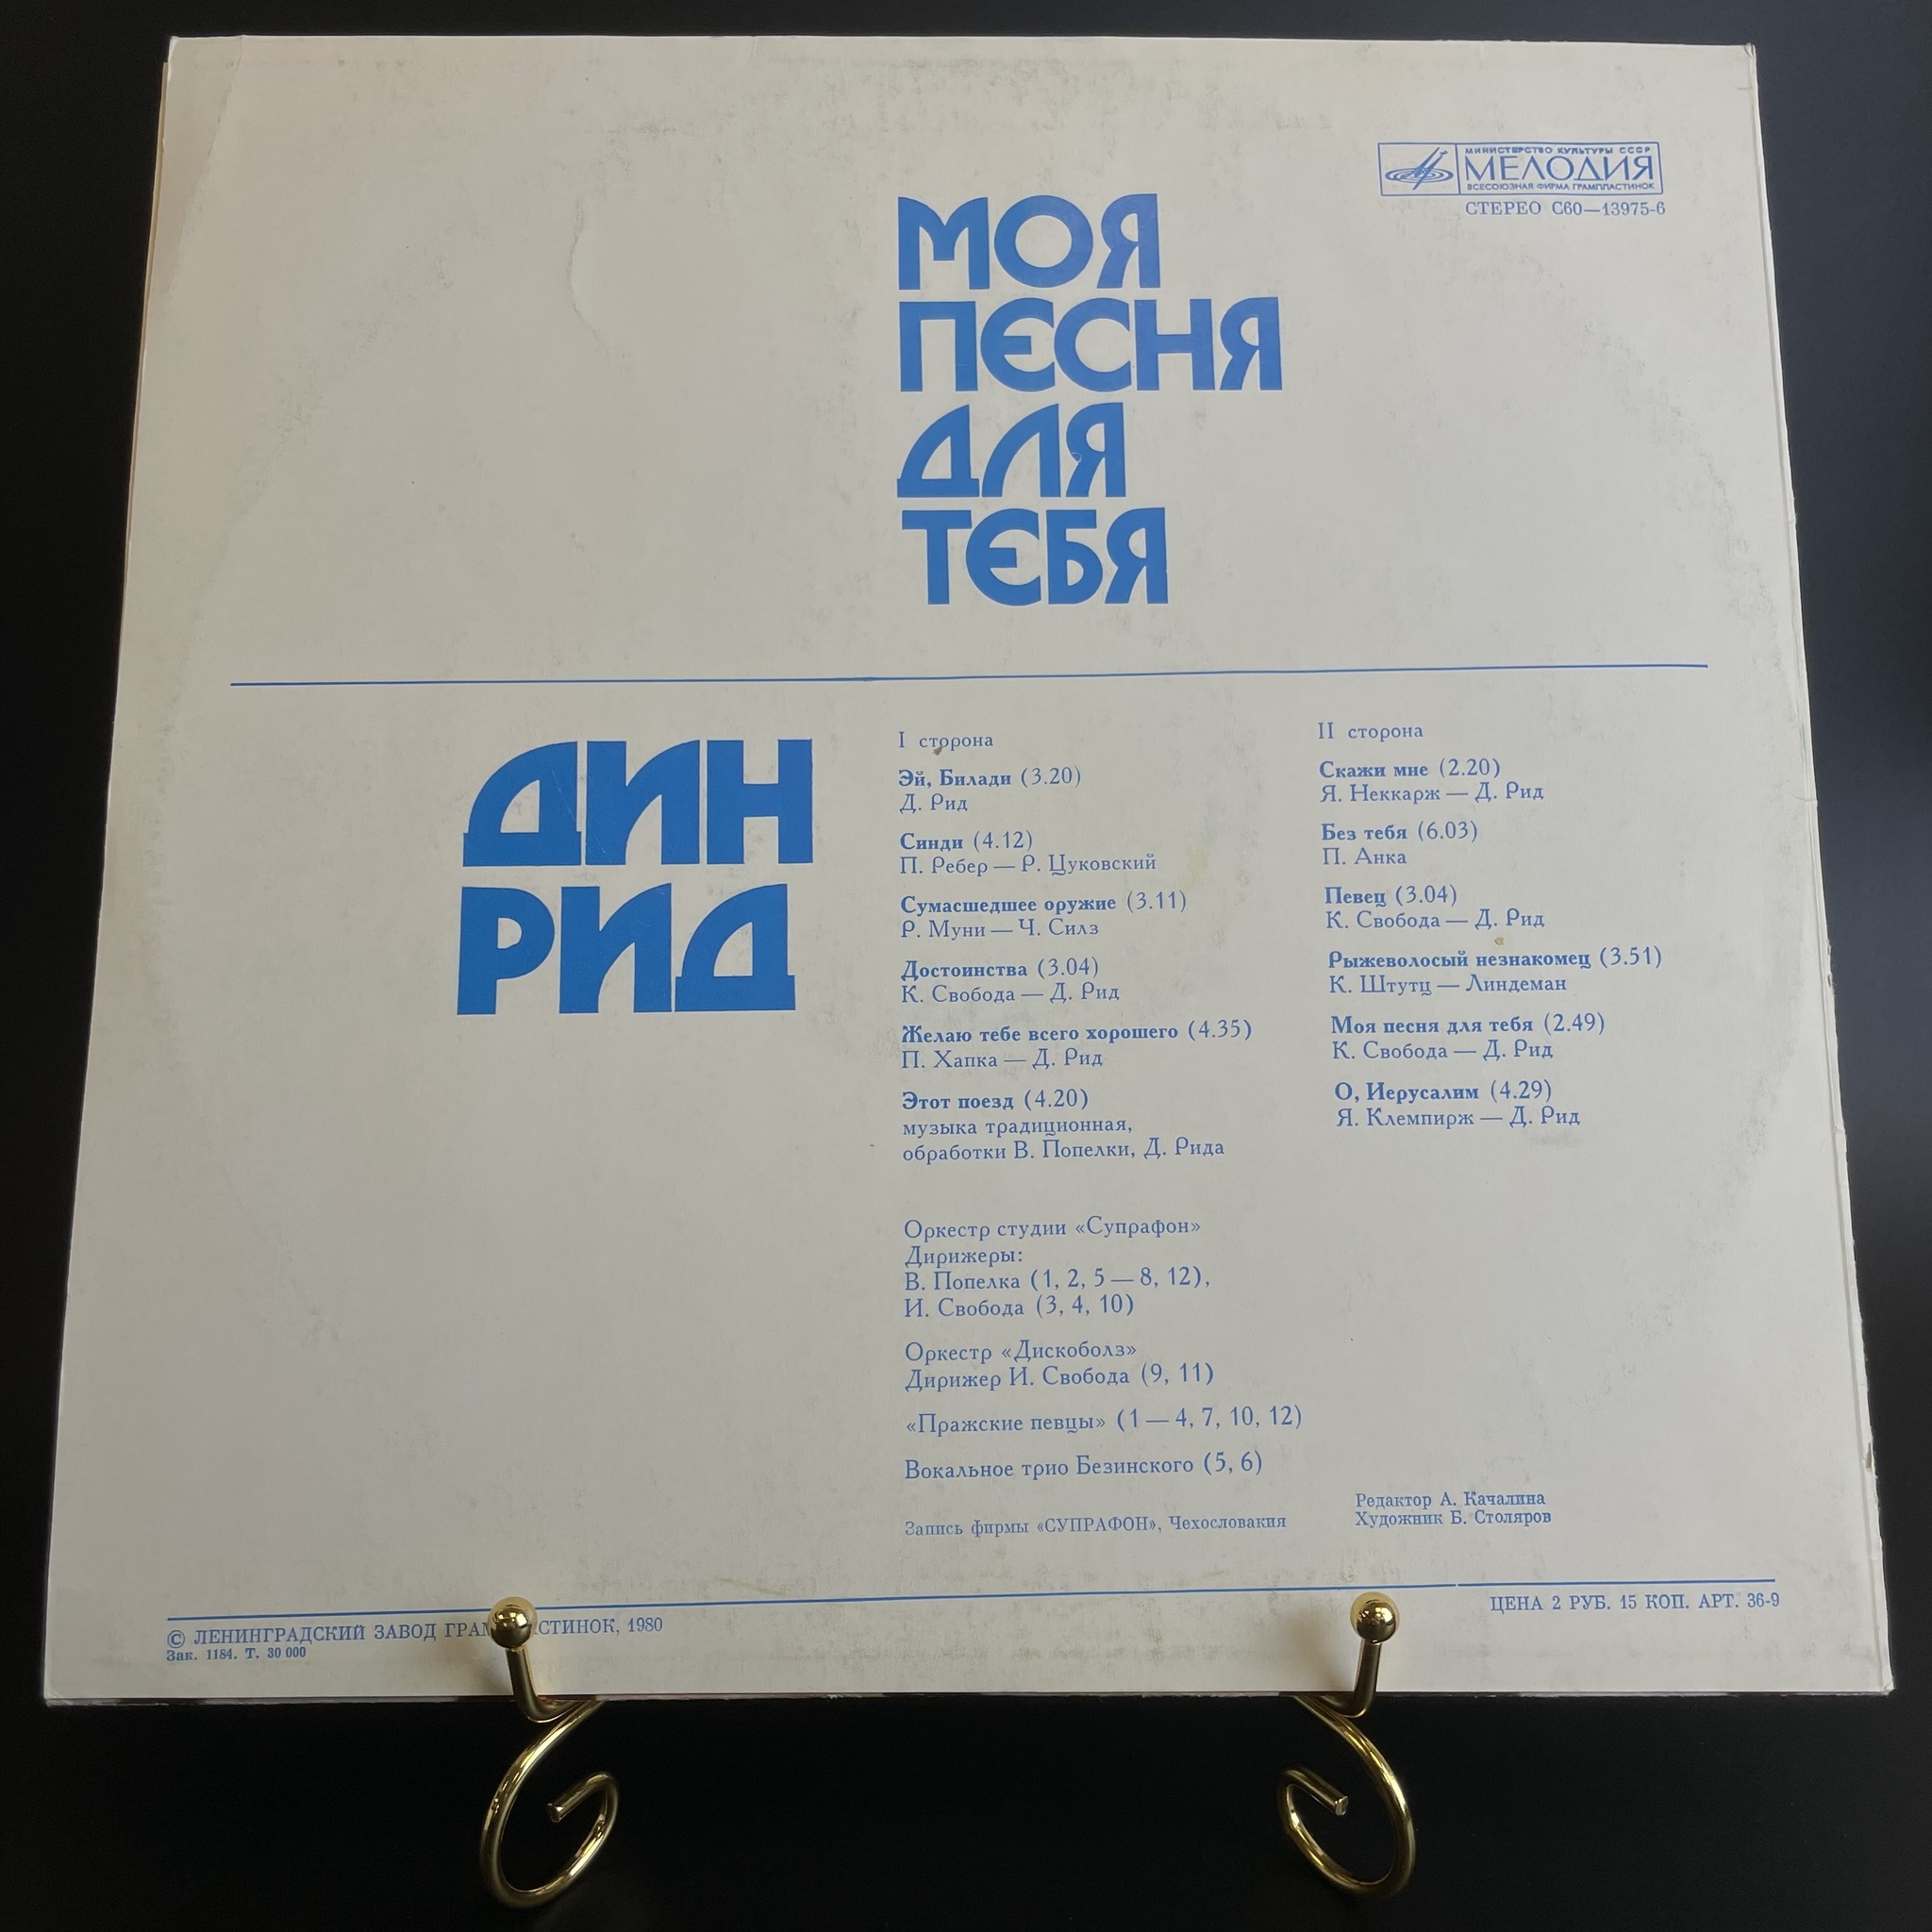 МИНИСТЕРСТВО КУЛЬТУРЫ СССР
МЕЛОДИЯ
ВСЕСОЮЗНАЯ ФИРМА ГРАМПЛАСТИНОК
СТЕРЕО С60—13975-6
МОЯ
ПЕСНЯ
ДЛЯ
ТЕБЯ
ДИН
РИД
I сторона
Эй, Билади (3.20)
Д. Рид
Синди (4.12)
П. Ребер — Р. Цуковский
Сумасшедшее оружие (3.11)
Р. Муни — Ч. Силз
Достоинства (3.04)
К. Свобода — Д. Рид
Желаю тебе всего хорошего (4.35)
П. Хапка — Д. Рид
Этот поезд (4.20)
музыка традиционная,
обработки В. Попелки, Д. Рида
II сторона
Скажи мне (2.20)
Я. Неккарж — Д. Рид
Без тебя (6.03)
П. Анка
Певец (3.04)
К. Свобода — Д. Рид
Рыжеволосый незнакомец (3.51)
К. Штутц — Линдеман
Моя песня для тебя (2.49)
К. Свобода — Д. Рид
О, Иерусалим (4.29)
Я. Клемпирж — Д. Рид
Оркестр студии «Супрафон»
Дирижеры:
В. Попелка (1, 2, 5 — 8, 12),
И. Свобода (3, 4, 10)
Оркестр «Дискоболз»
Дирижер И. Свобода (9, 11)
«Пражские певцы» (1 — 4, 7, 10, 12)
Вокальное трио Безинского (5, 6)
Запись фирмы «СУПРАФОН», Чехословакия
Редактор А. Качалина
Художник Б. Столяров
© ЛЕНИНГРАДСКИЙ ЗАВОД 1980
Зак. 1184. Т. 30 000
ЦЕНА 2 РУБ. 15 КОП. АРТ. 36-9